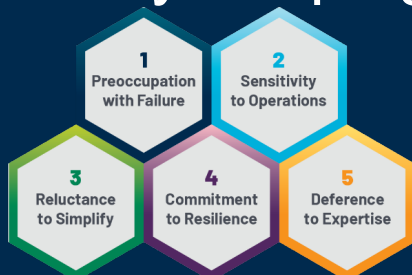 1
Preoccupation
with Failure
2
Sensitivity
to Operations
3
Reluctance
to Simplify
4
Commitment
to Resilience
5
Deference
to Expertise